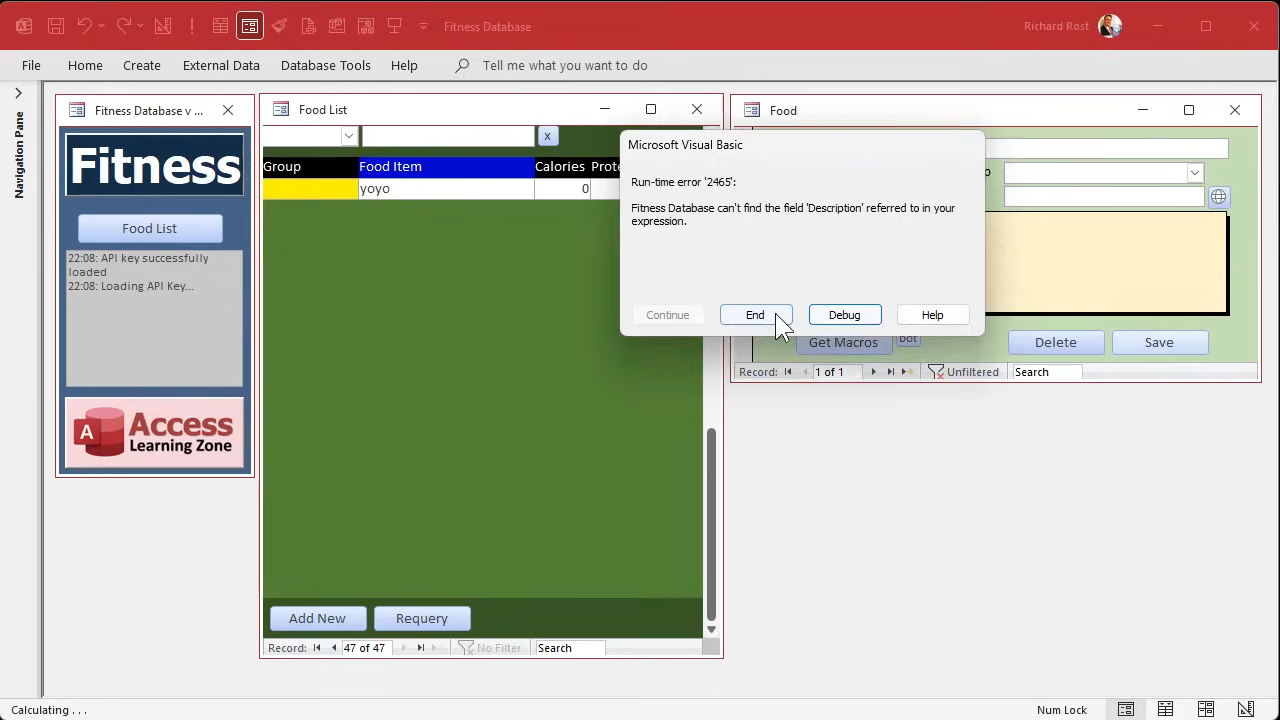 Fitness Database
Richard Rost
File Home Create External Data Database Tools Help Tell me what you want to do
Navigation Pane
Fitness Database v ...
Fitness
Food List
22:08: API key successfully
loaded
22:08: Loading API Key...
A Access
Learning Zone
Food List
x
Group Food Item Calories Prote
yoyo 0
Add New Requery
Record: 47 of 47 No Filter Search
Food
Microsoft Visual Basic
Run-time error '2465':
Fitness Database can't find the field 'Description' referred to in your
expression.
Continue End Debug Help
Get Macros bot Delete Save
Record: 1 of 1 Unfiltered Search
Calculating . . . Num Lock